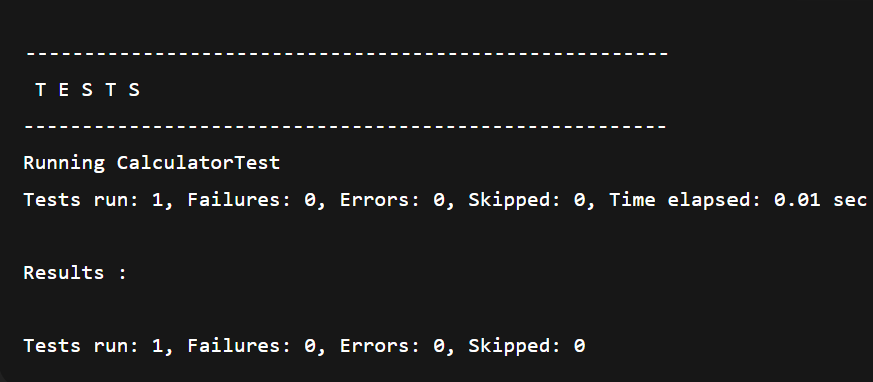 -------------------------------------------------------
T E S T S
-------------------------------------------------------
Running CalculatorTest
Tests run: 1, Failures: 0, Errors: 0, Skipped: 0, Time elapsed: 0.01 sec
Results :
Tests run: 1, Failures: 0, Errors: 0, Skipped: 0